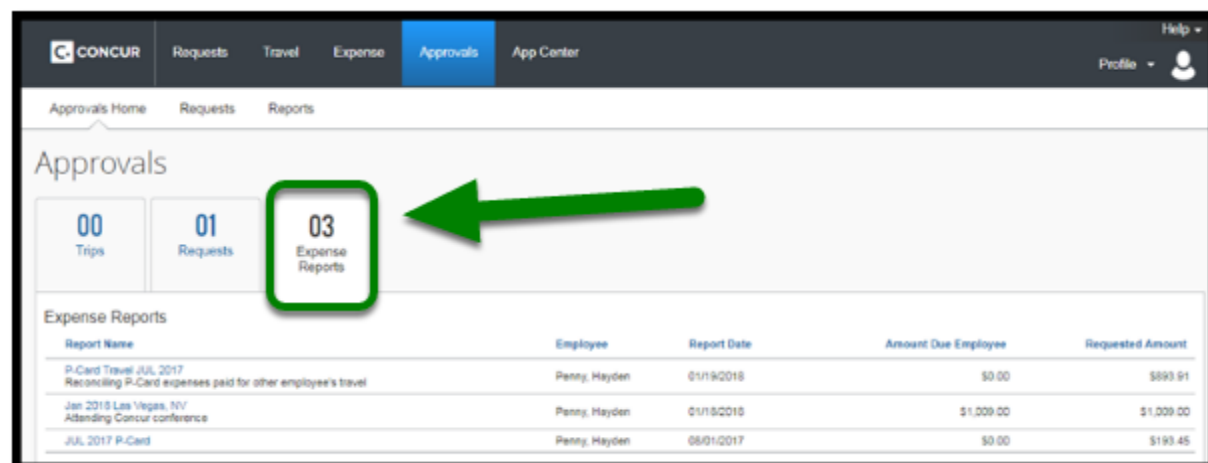 Help
CONCUR Requests Travel Expense Approvals App Center
Profile
Approvals Home Requests Reports
Approvals
00 01 03
Trips Requests Expense
Reports
Expense Reports
Report Name Employee Report Date Amount Due Employee Requested Amount
P-Card Travel JUL 2017
Reconciling P-Card expenses paid for other employee's travel Penny, Hayden 01/19/2018 $0.00 $893.91
Jan 2018 Las Vegas, NV
Attending Concur conference Penny, Hayden 01/18/2018 $1,009.00 $1,009.00
JUL 2017 P-Card Penny, Hayden 08/01/2017 $0.00 $193.45